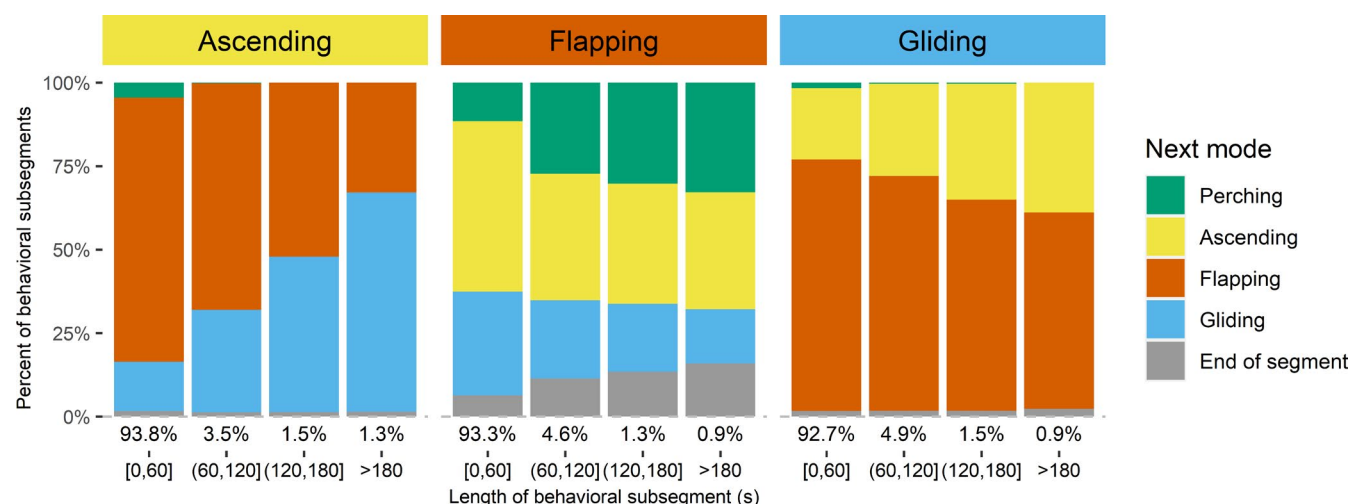 Ascending Flapping Gliding
100%
75%
50%
25%
0%
Percent of behavioral subsegments
93.8% 3.5% 1.5% 1.3% 93.3% 4.6% 1.3% 0.9% 92.7% 4.9% 1.5% 0.9%
[0,60] (60,120] (120,180] >180 [0,60] (60,120] (120,180] >180 [0,60] (60,120] (120,180] >180
Length of behavioral subsegment (s)
Next mode
Perching
Ascending
Flapping
Gliding
End of segment